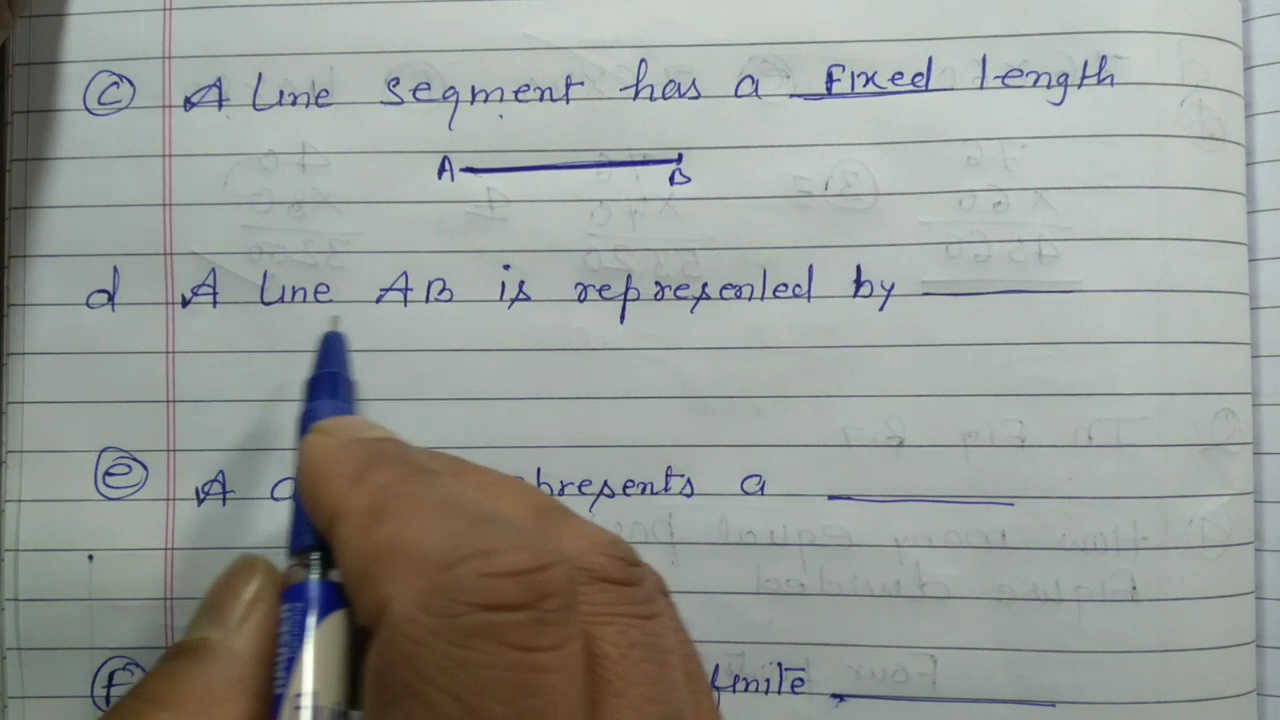 (c) A line segment has a fixed length
A B
d A line AB is represented by
(e) A represents a
(f) finite